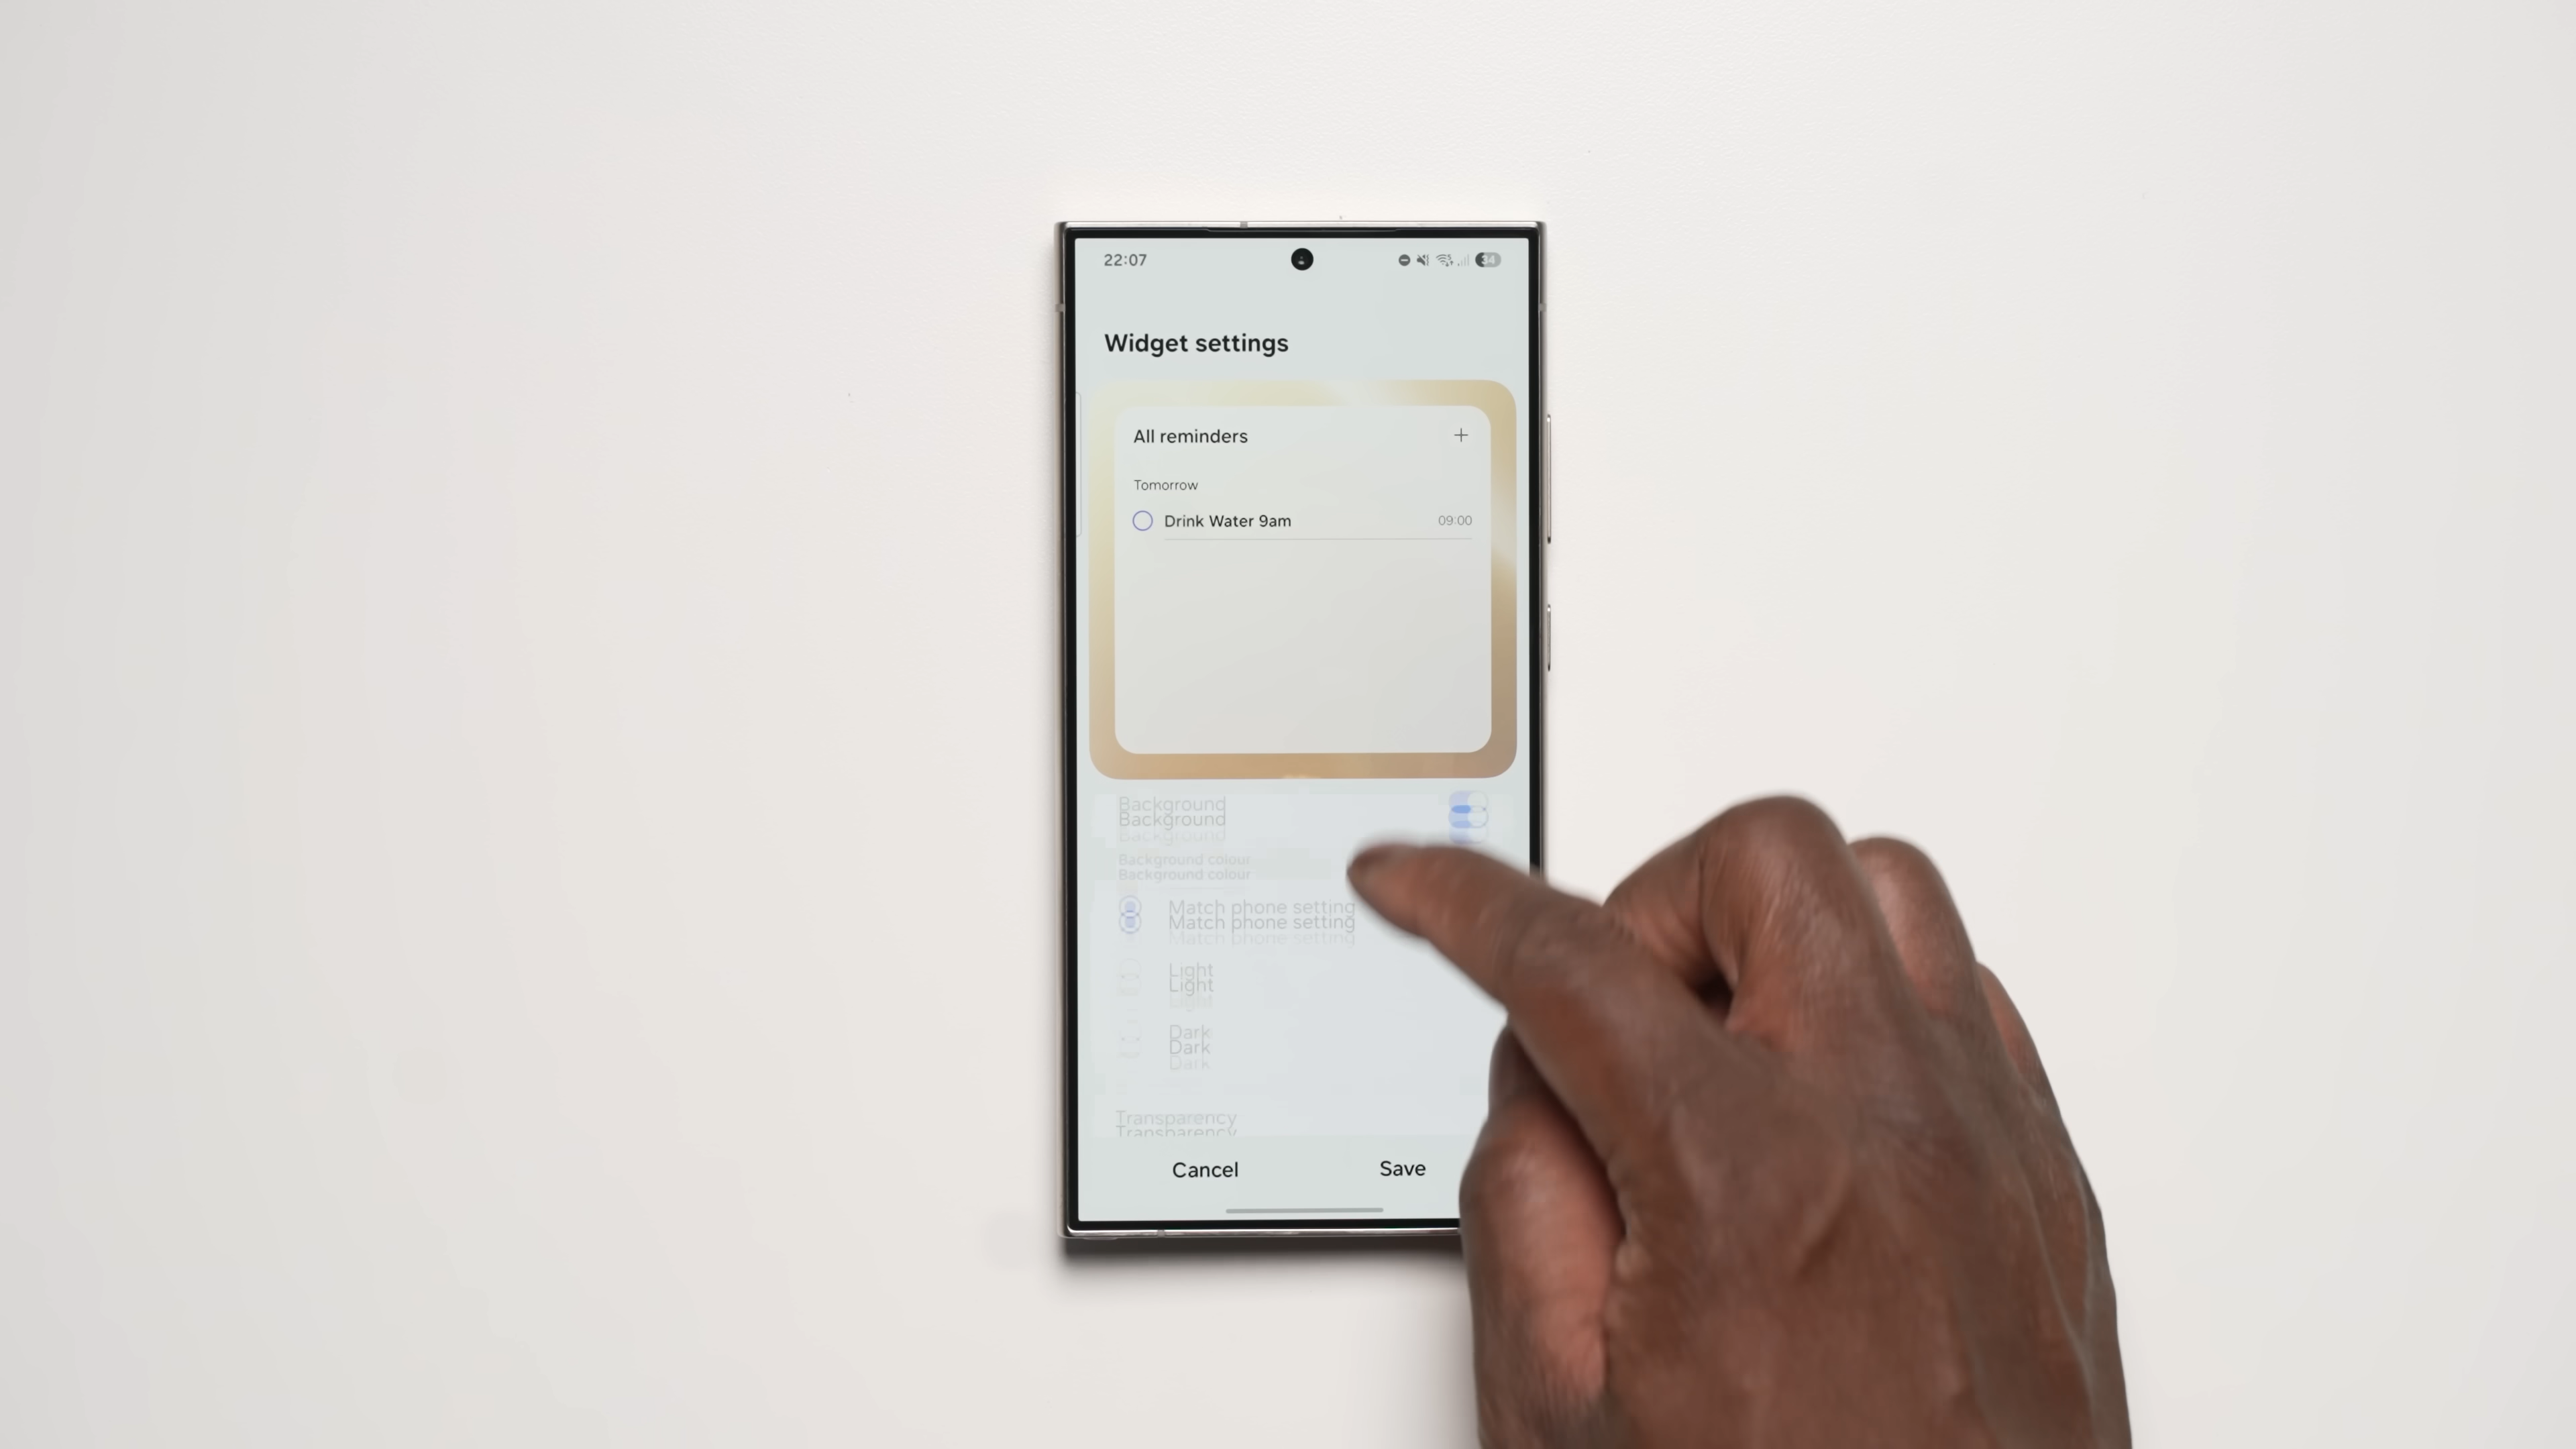 22:07
34
Widget settings
All reminders
Tomorrow
Drink Water 9am 09:00
Background
Background colour
Match phone setting
Light
Dark
Transparency
Cancel Save